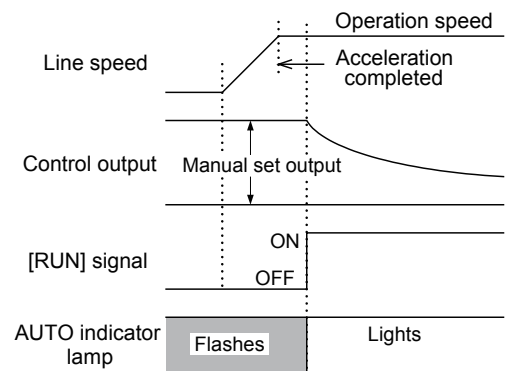 Operation speed
Line speed
Acceleration
completed
Control output
Manual set output
ON
[RUN] signal
OFF
AUTO indicator
lamp
Flashes
Lights